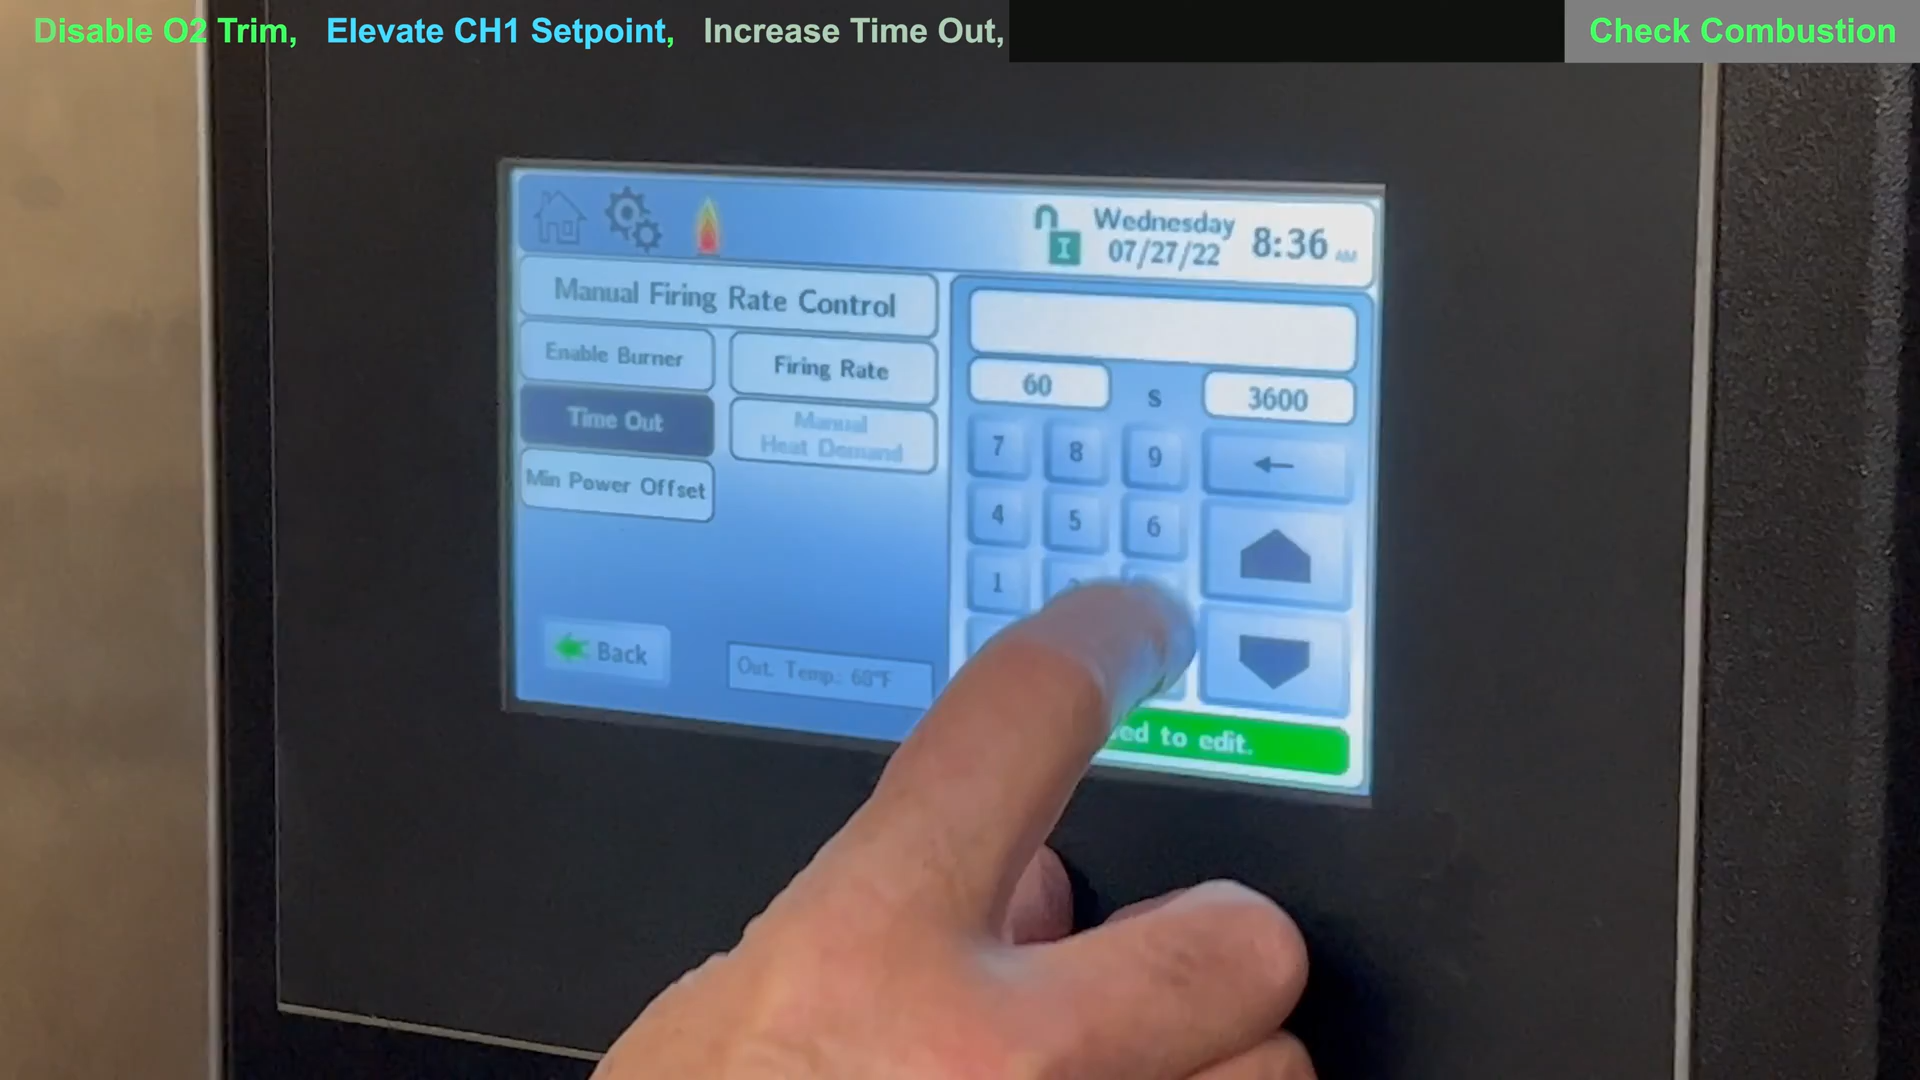 Disable O2 Trim, Elevate CH1 Setpoint, Increase Time Out, Check Combustion
I
Wednesday
07/27/22
8:36 AM
Manual Firing Rate Control
Enable Burner
Firing Rate
Time Out
Manual
Heat Demand
Min Power Offset
Back
Out. Temp.: 68°F
60 S 3600
7 8 9
4 5 6
1
to edit.